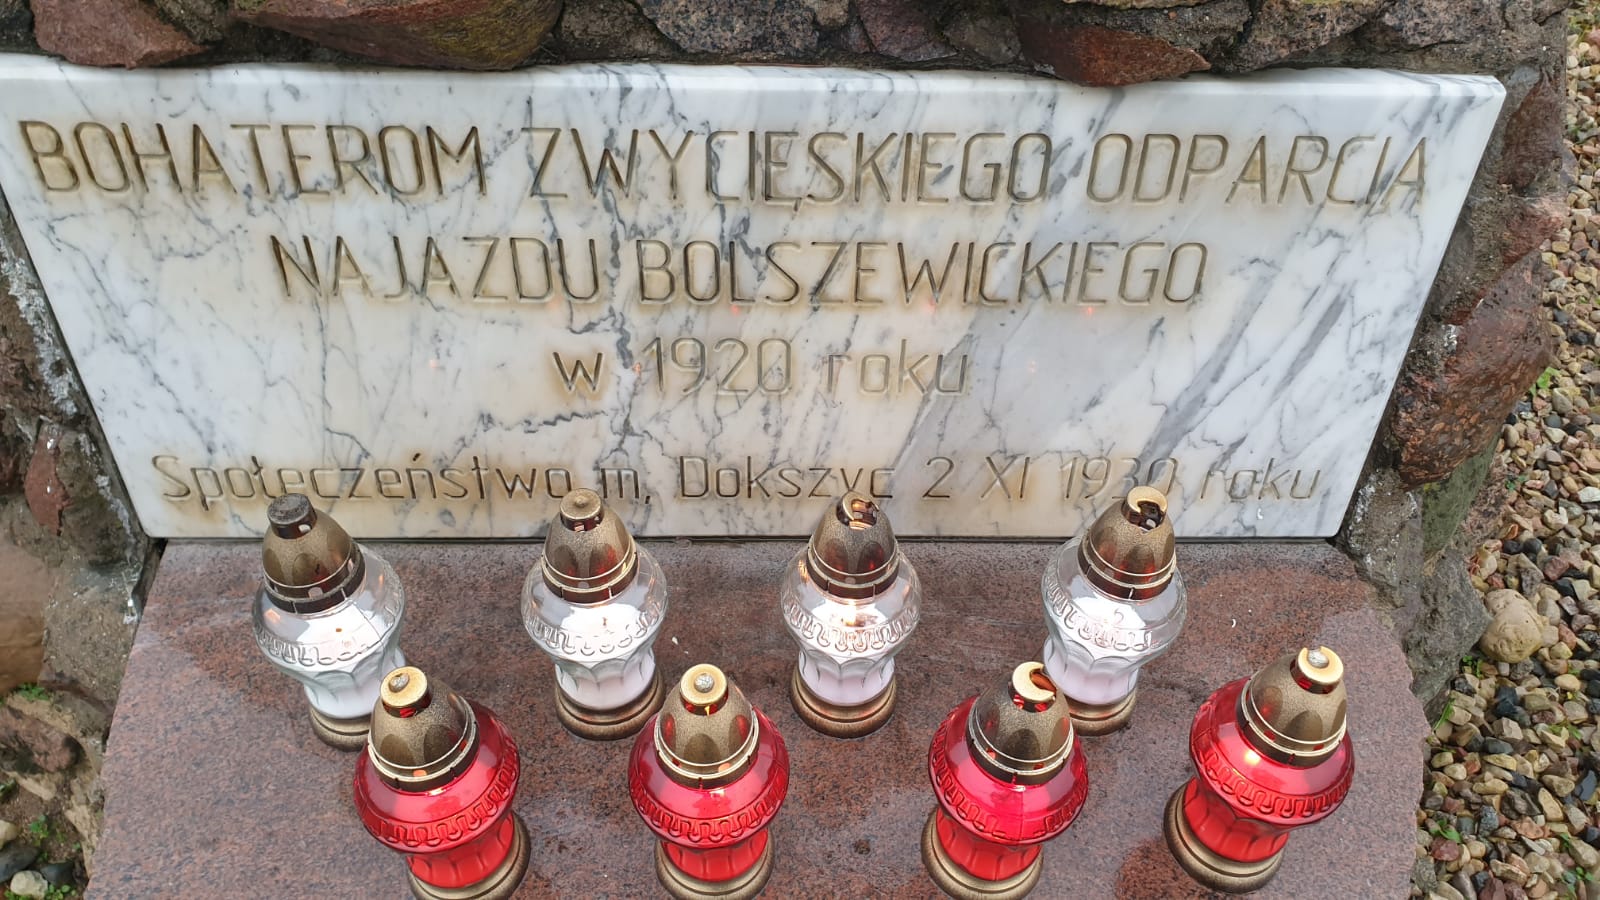 BOHATEROM ZWYCIĘSKIEGO ODPARCIA
NAJAZDU BOLSZEWICKIEGO
w 1920 roku
Społeczeństwo m. Dokszyc 2 XI 1930 roku